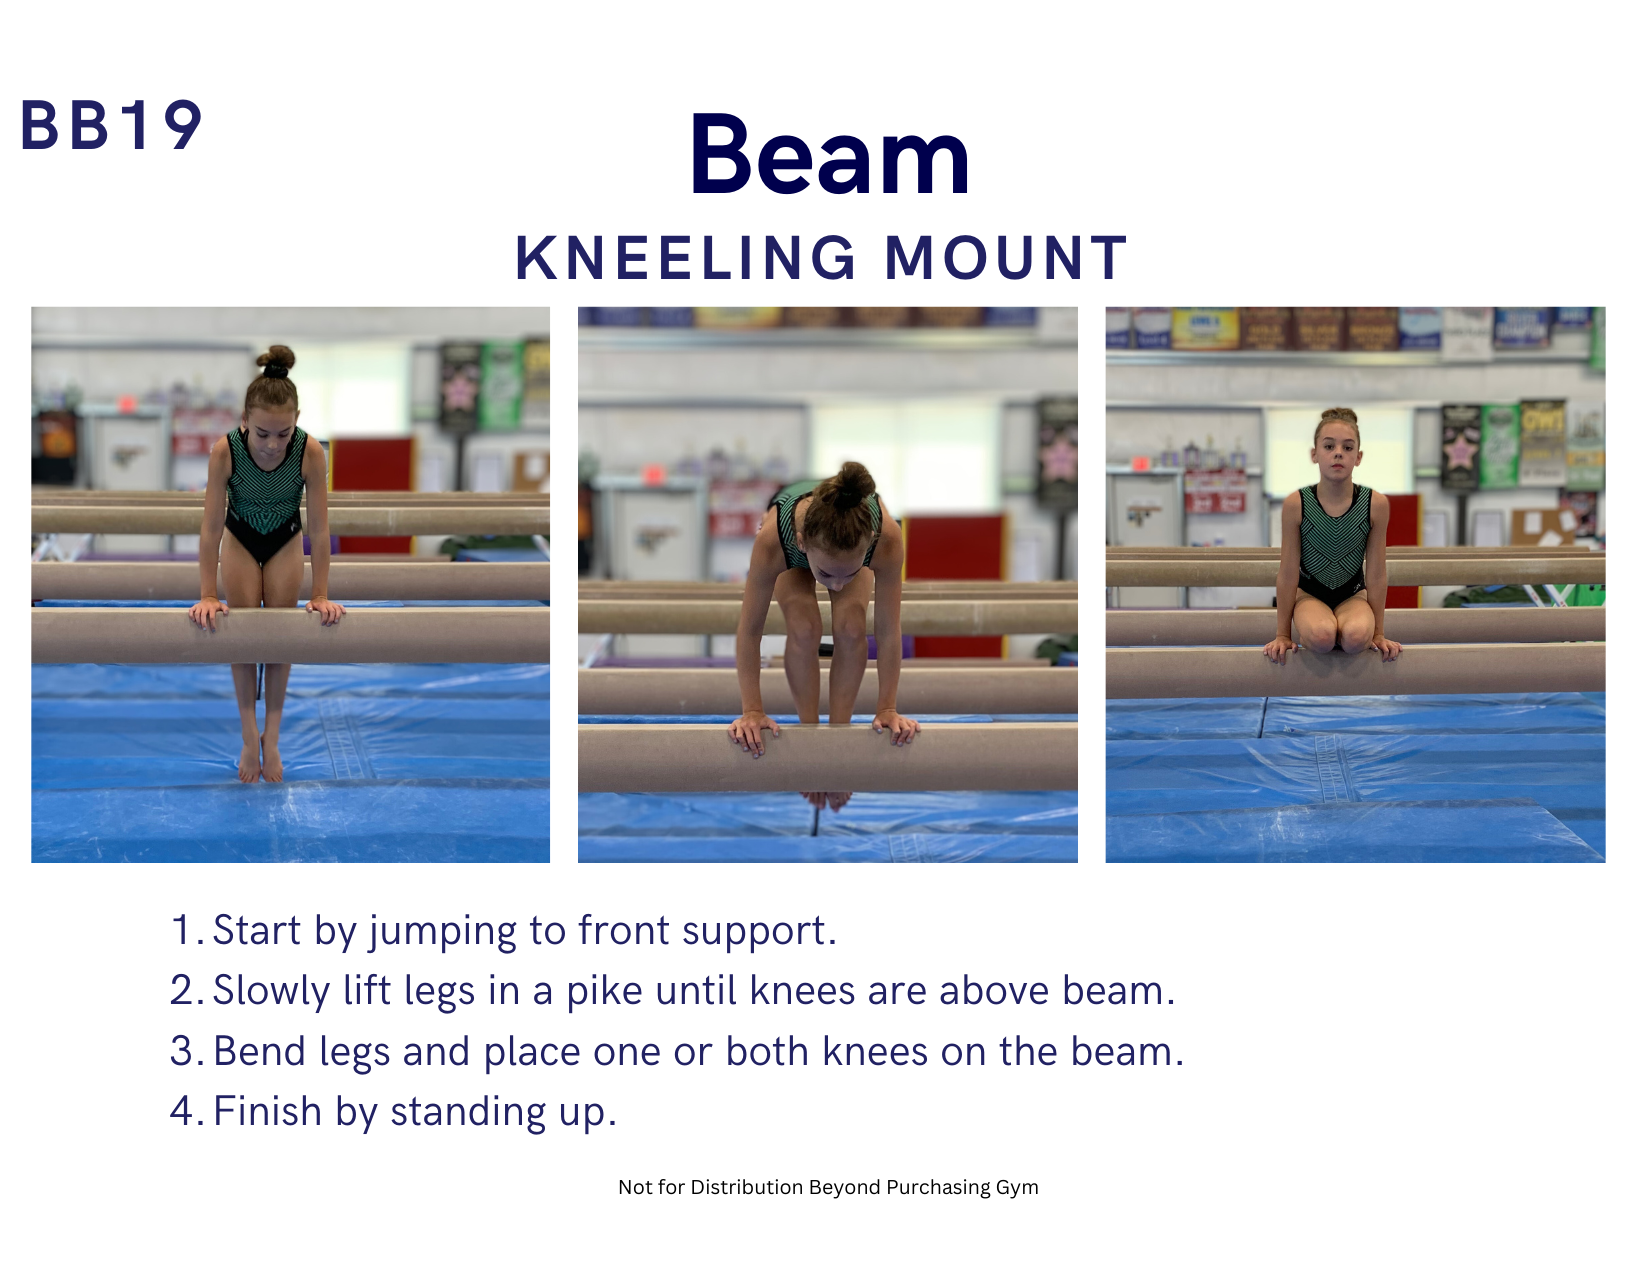 BB19
Beam
KNEELING MOUNT
1. Start by jumping to front support.
2. Slowly lift legs in a pike until knees are above beam.
3. Bend legs and place one or both knees on the beam.
4. Finish by standing up.
Not for Distribution Beyond Purchasing Gym